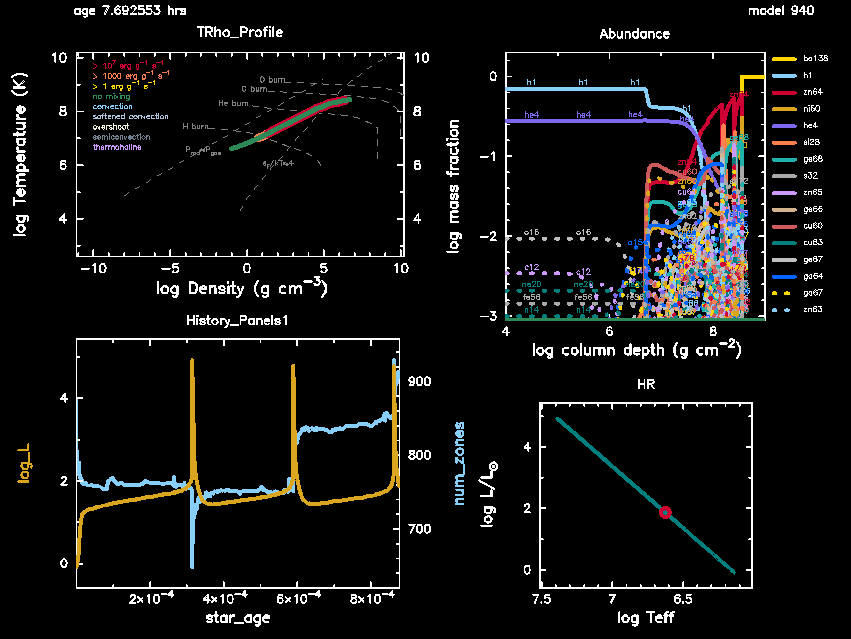 age 7.692553 hrs
model 940
TRho_Profile
10
8
6
4
log Temperature (K)
> 10⁷ erg g⁻¹ s⁻¹
> 1000 erg g⁻¹ s⁻¹
> 1 erg g⁻¹ s⁻¹
no mixing
convection
softened convection
overshoot
semiconvection
thermohaline
O burn
C burn
He burn
H burn
10
8
6
4
−10
−5
0
5
10
log Density (g cm⁻³)
Abundance
0
−1
−2
−3
log mass fraction
h1 h1 h1 h1
he4 he4 he4
o16 o16
c12 c12
ne20 ne20
fe56 fe56
n14 n14
4
6
8
log column depth (g cm⁻²)
ba138
h1
zn64
ni60
he4
si28
ge68
s32
zn65
ge66
cu60
cu63
ge67
ga64
ga67
zn63
History_Panels1
4
2
0
log_L
900
800
700
num_zones
2×10⁻⁴
4×10⁻⁴
6×10⁻⁴
8×10⁻⁴
star_age
HR
4
2
0
log L/L⊙
7.5
7
6.5
log Teff